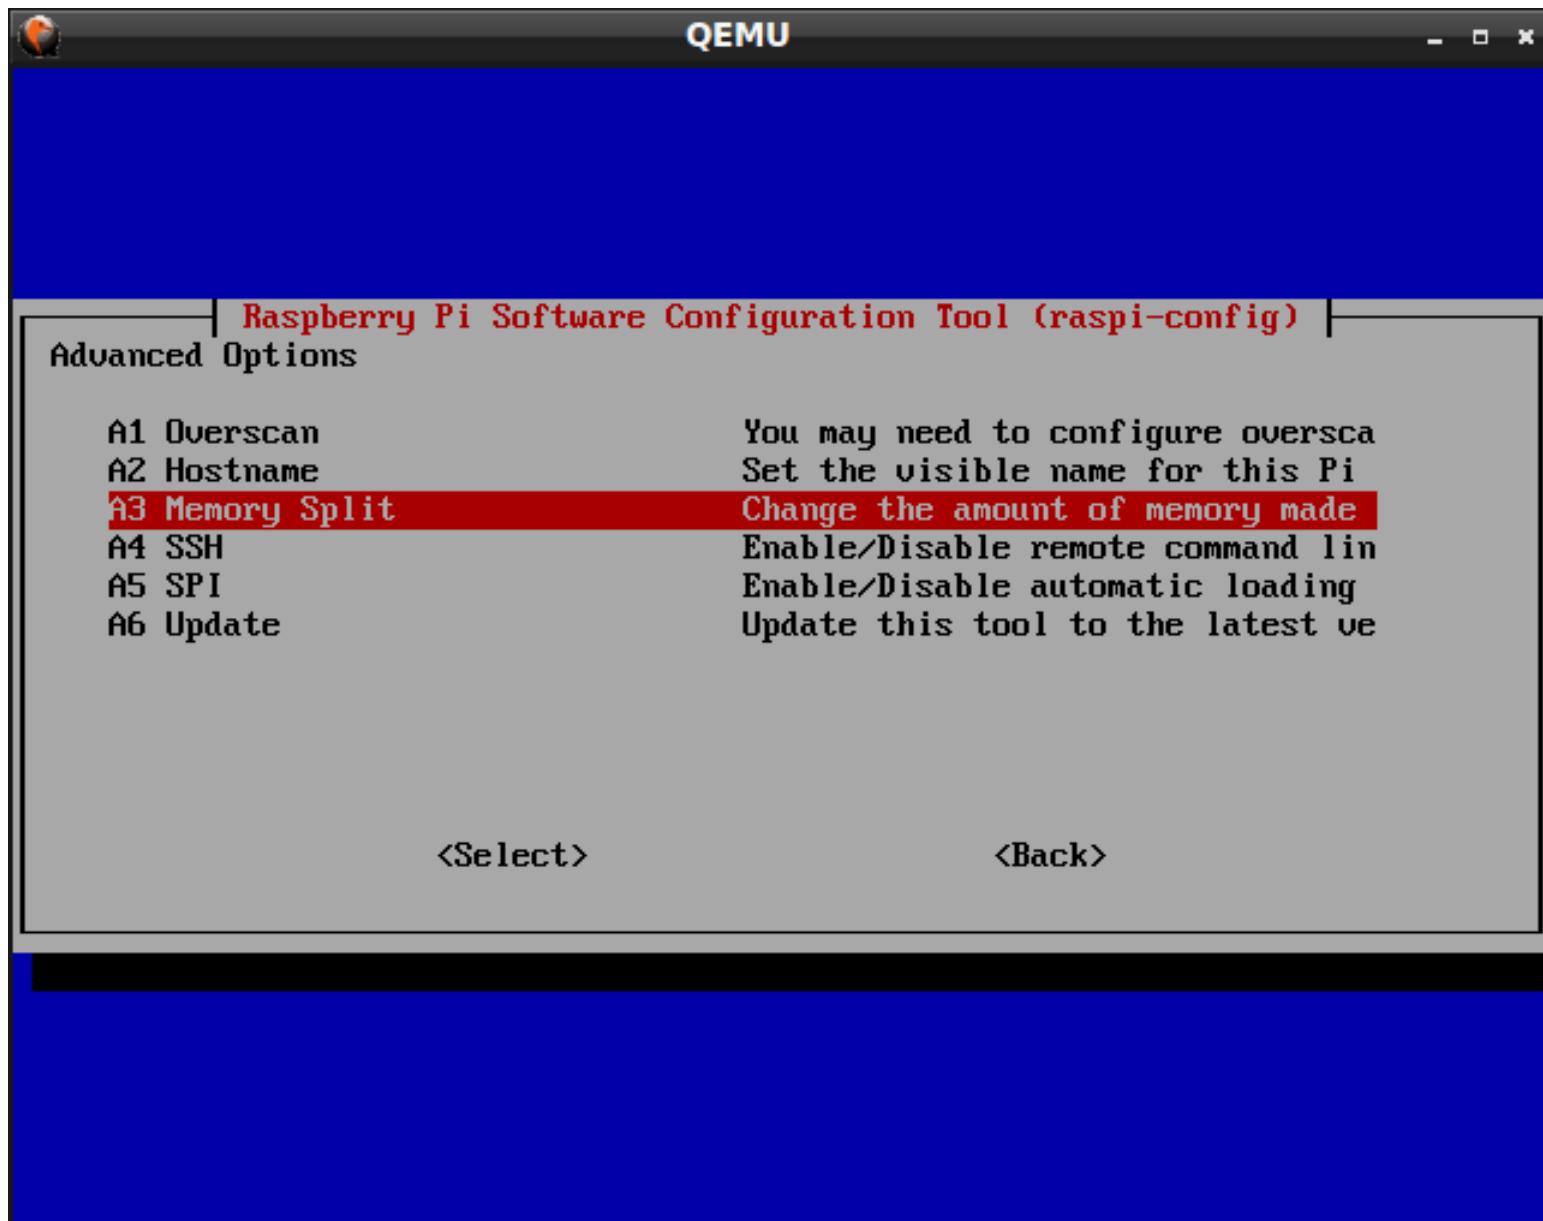 QEMU
Raspberry Pi Software Configuration Tool (raspi-config)
Advanced Options
A1 Overscan You may need to configure oversca
A2 Hostname Set the visible name for this Pi
A3 Memory Split Change the amount of memory made
A4 SSH Enable/Disable remote command lin
A5 SPI Enable/Disable automatic loading
A6 Update Update this tool to the latest ve
<Select> <Back>